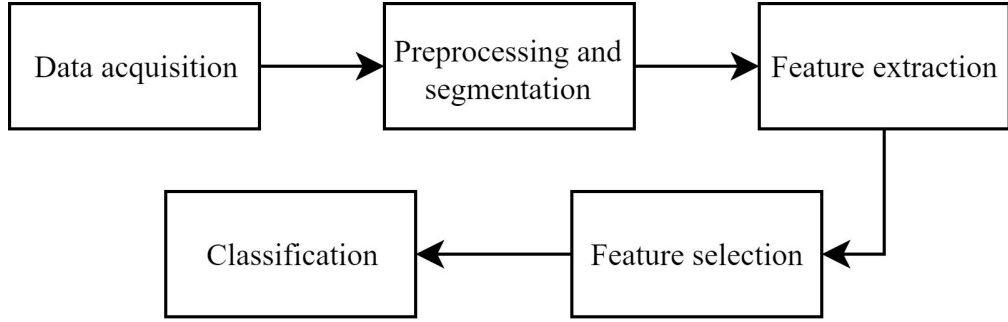 Data acquisition
Preprocessing and
segmentation
Feature extraction
Feature selection
Classification